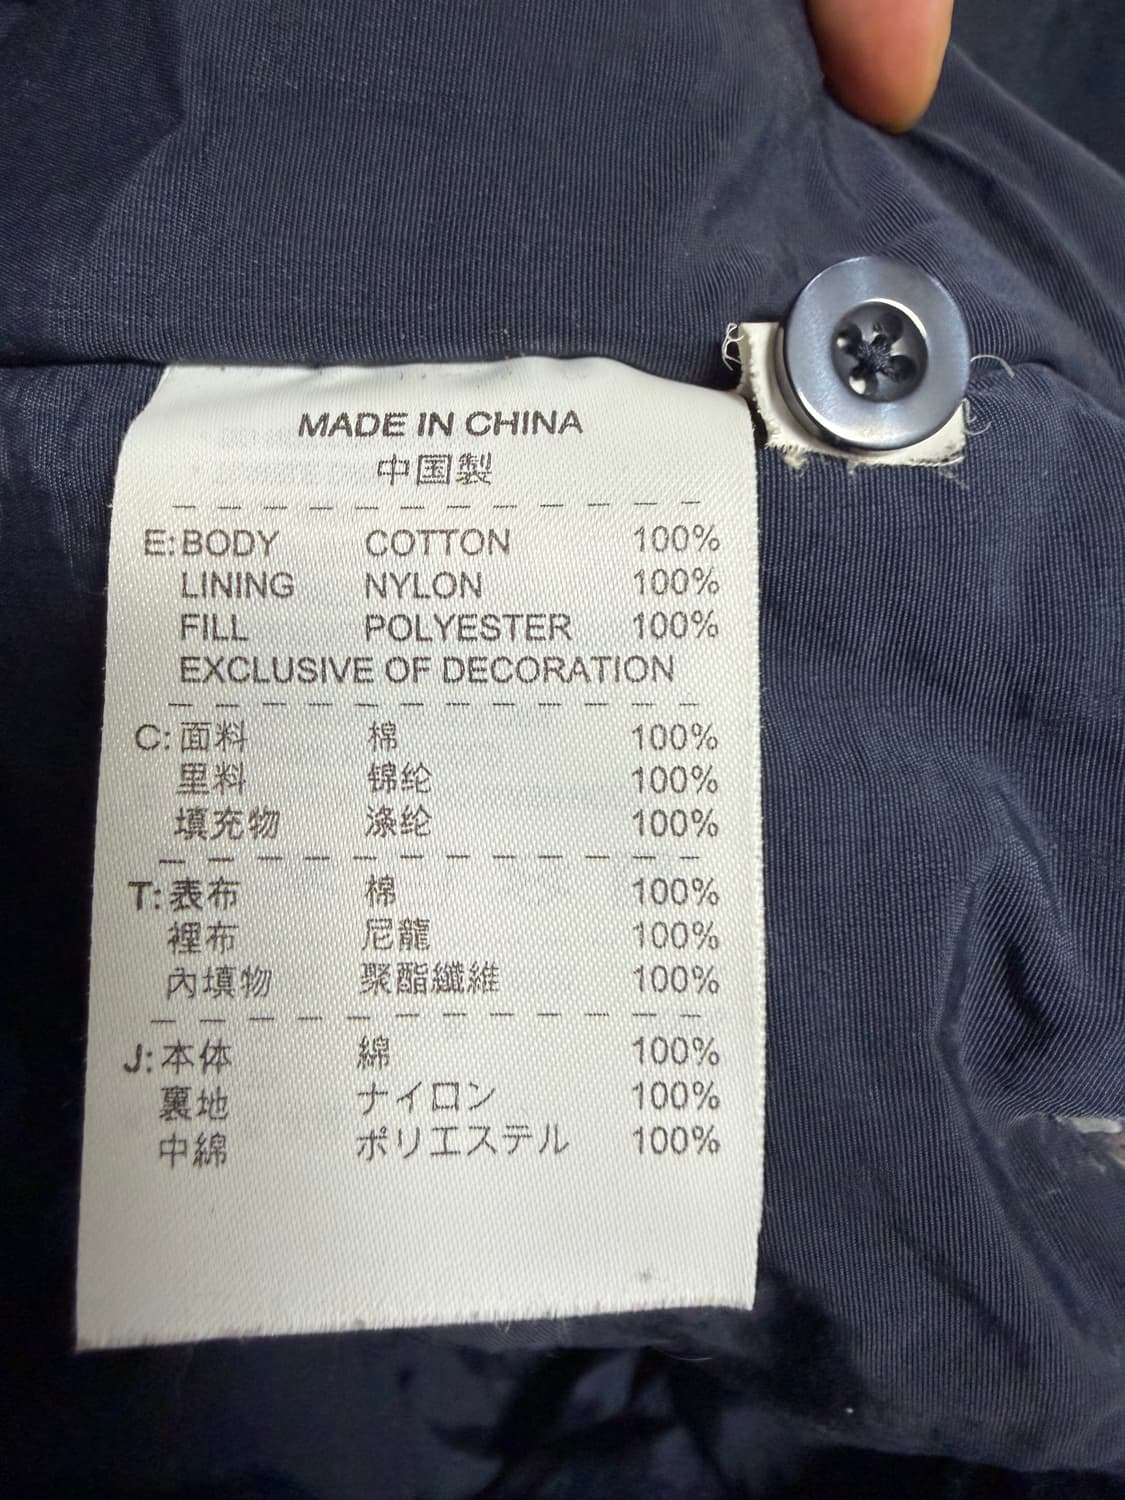 MADE IN CHINA
中国製
E: BODY COTTON 100%
LINING NYLON 100%
FILL POLYESTER 100%
EXCLUSIVE OF DECORATION
C: 面料 棉 100%
里料 锦纶 100%
填充物 涤纶 100%
T: 表布 棉 100%
裡布 尼龍 100%
內填物 聚酯纖維 100%
J: 本体 綿 100%
裏地 ナイロン 100%
中綿 ポリエステル 100%